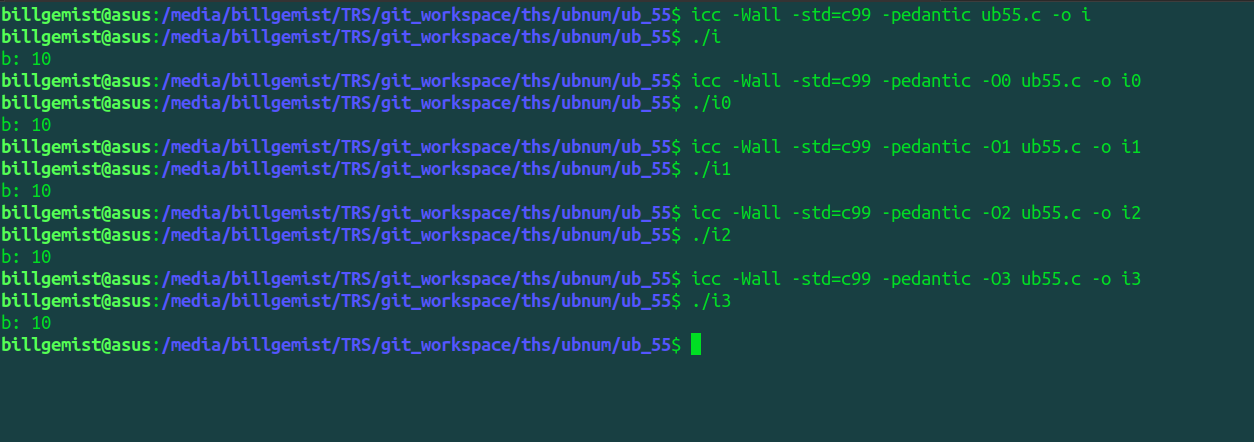 billgemist@asus:/media/billgemist/TRS/git_workspace/ths/ubnum/ub_55$ icc -Wall -std=c99 -pedantic ub55.c -o i
billgemist@asus:/media/billgemist/TRS/git_workspace/ths/ubnum/ub_55$ ./i
b: 10
billgemist@asus:/media/billgemist/TRS/git_workspace/ths/ubnum/ub_55$ icc -Wall -std=c99 -pedantic -O0 ub55.c -o i0
billgemist@asus:/media/billgemist/TRS/git_workspace/ths/ubnum/ub_55$ ./i0
b: 10
billgemist@asus:/media/billgemist/TRS/git_workspace/ths/ubnum/ub_55$ icc -Wall -std=c99 -pedantic -O1 ub55.c -o i1
billgemist@asus:/media/billgemist/TRS/git_workspace/ths/ubnum/ub_55$ ./i1
b: 10
billgemist@asus:/media/billgemist/TRS/git_workspace/ths/ubnum/ub_55$ icc -Wall -std=c99 -pedantic -O2 ub55.c -o i2
billgemist@asus:/media/billgemist/TRS/git_workspace/ths/ubnum/ub_55$ ./i2
b: 10
billgemist@asus:/media/billgemist/TRS/git_workspace/ths/ubnum/ub_55$ icc -Wall -std=c99 -pedantic -O3 ub55.c -o i3
billgemist@asus:/media/billgemist/TRS/git_workspace/ths/ubnum/ub_55$ ./i3
b: 10
billgemist@asus:/media/billgemist/TRS/git_workspace/ths/ubnum/ub_55$